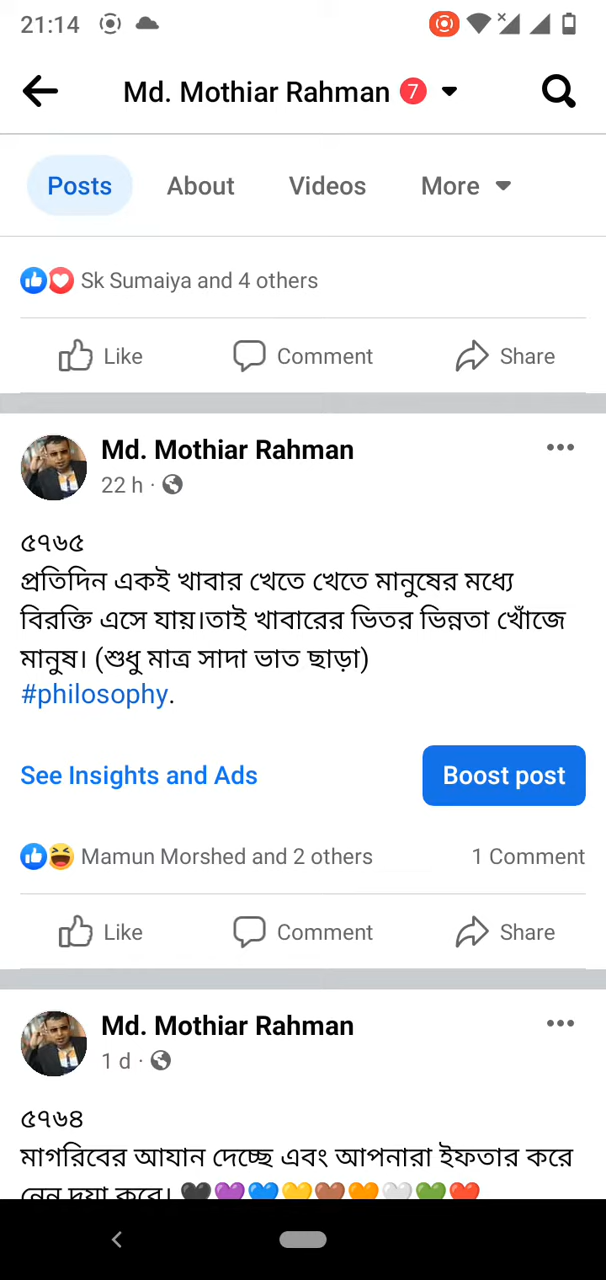 21:14
Md. Mothiar Rahman 7
Posts About Videos More
Sk Sumaiya and 4 others
Like Comment Share
Md. Mothiar Rahman
22 h ·
৫৭৬৫
প্রতিদিন একই খাবার খেতে খেতে মানুষের মধ্যে
বিরক্তি এসে যায়।তাই খাবারের ভিতর ভিন্নতা খোঁজে
মানুষ। (শুধু মাত্র সাদা ভাত ছাড়া)
#philosophy.
See Insights and Ads Boost post
Mamun Morshed and 2 others 1 Comment
Like Comment Share
Md. Mothiar Rahman
1 d ·
৫৭৬৪
মাগরিবের আযান দেচ্ছে এবং আপনারা ইফতার করে
নেন দয়া করে। 🖤💜💙💛🤎🧡🤍💚❤️